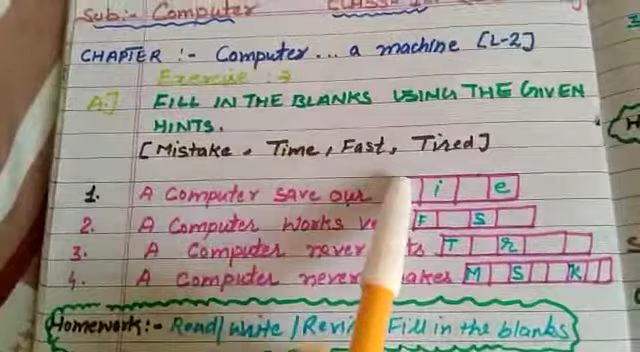 Sub:- Computer CLASS-
CHAPTER :- Computer... a machine [L-2]
Exercise :
A.] FILL IN THE BLANKS USING THE GIVEN
HINTS.
[Mistake, Time, Fast, Tired]
1. A Computer save our i e
2. A Computer works F S
3. A Computer never T R
4. A Computer never M S K
Homework:- Read/write/ Fill in the blanks